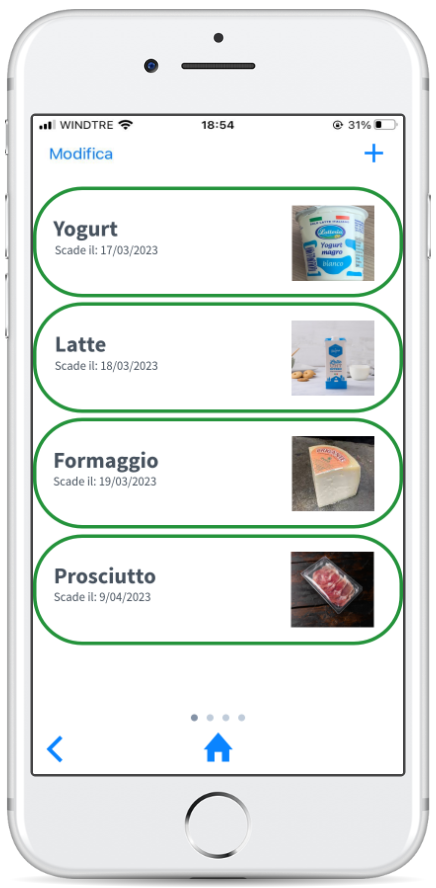 WINDTRE
18:54
31%
Modifica
+
Yogurt
Scade il: 17/03/2023
Yogurt
magro
bianco
Latte
Scade il: 18/03/2023
Formaggio
Scade il: 19/03/2023
Prosciutto
Scade il: 9/04/2023